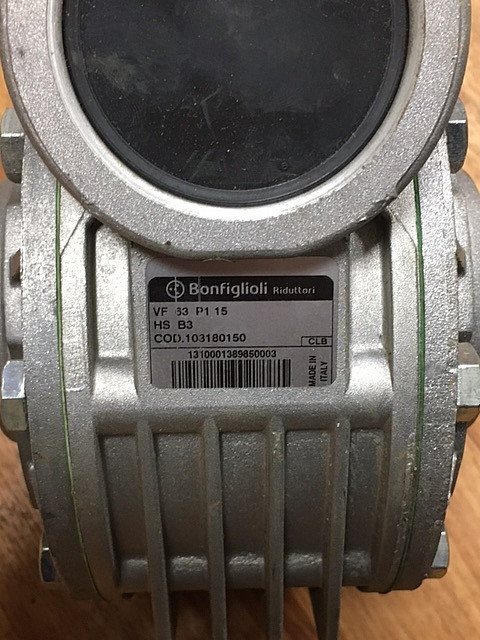 Bonfiglioli Riduttori
VF 63 P1 15
HS B3
COD.103180150
CLB
1310001389850003
MADE IN
ITALY